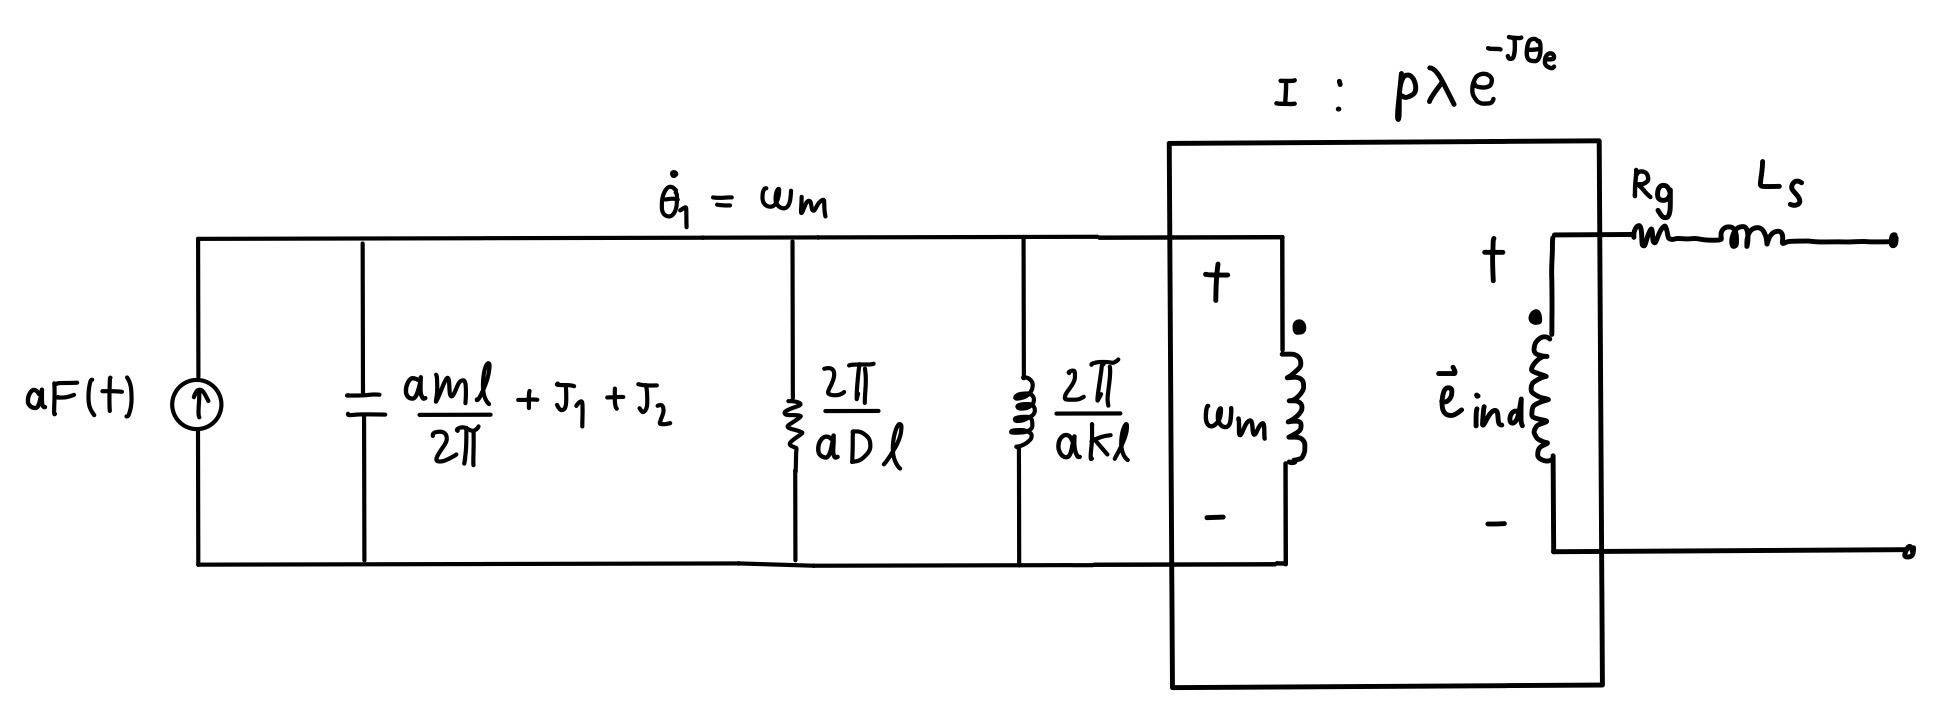 I : pλe^{-Jθe}
Rg Ls
θ̇₁ = ωm
+ +
aF(t)
aml/2π + J₁ + J₂
2π/aDl
2π/aKl
ωm
e⃗ind
- -